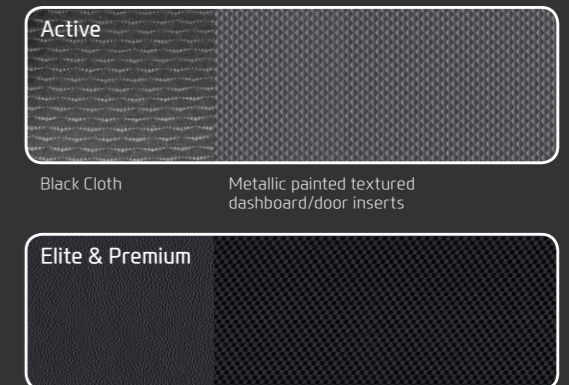 Active
Black Cloth
Metallic painted textured
dashboard/door inserts
Elite & Premium